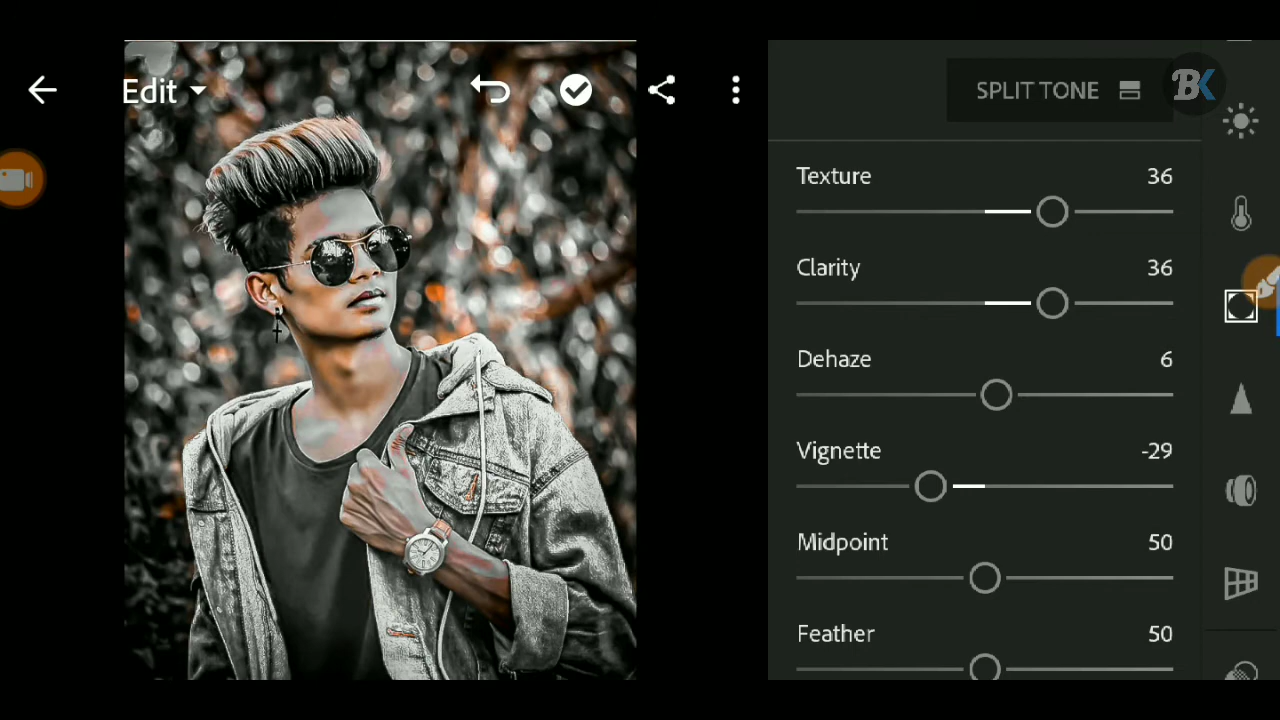 Edit
SPLIT TONE
BK
Texture 36
Clarity 36
Dehaze 6
Vignette -29
Midpoint 50
Feather 50